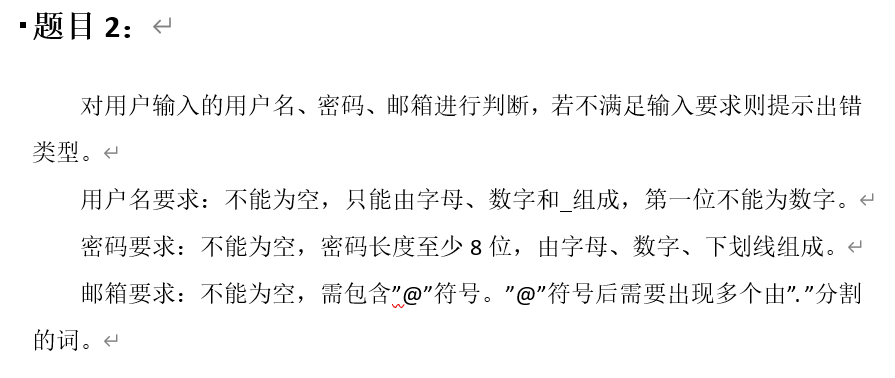 题目 2：
对用户输入的用户名、密码、邮箱进行判断，若不满足输入要求则提示出错
类型。
用户名要求：不能为空，只能由字母、数字和_组成，第一位不能为数字。
密码要求：不能为空，密码长度至少 8 位，由字母、数字、下划线组成。
邮箱要求：不能为空，需包含”@”符号。”@”符号后需要出现多个由”.”分割
的词。